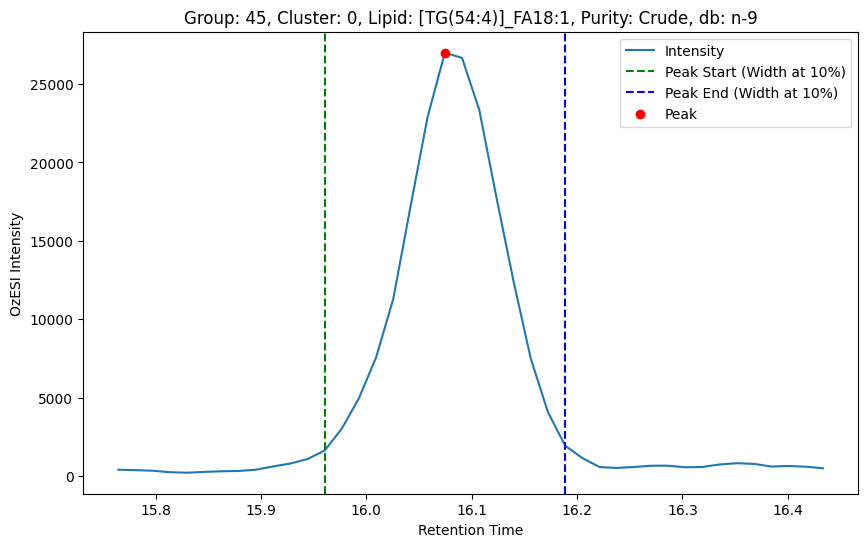 Group: 45, Cluster: 0, Lipid: [TG(54:4)]_FA18:1, Purity: Crude, db: n-9
Intensity
Peak Start (Width at 10%)
Peak End (Width at 10%)
Peak
25000
20000
15000
10000
5000
0
OzESI Intensity
15.8 15.9 16.0 16.1 16.2 16.3 16.4
Retention Time